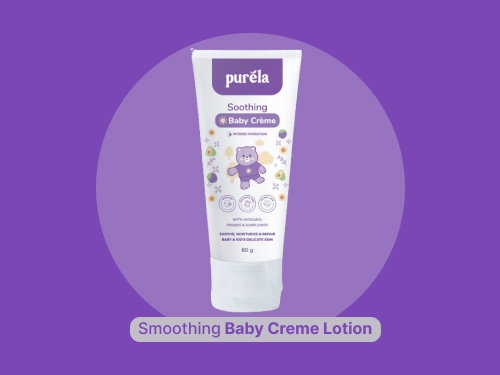 puréla
Soothing
Baby Crème
INTENSE HYDRATION
WITH AVOCADO,
PRUNES & SUNFLOWER
SOOTHE, MOISTURIZE & REPAIR
BABY & KID'S DELICATE SKIN
60 g
Smoothing Baby Creme Lotion